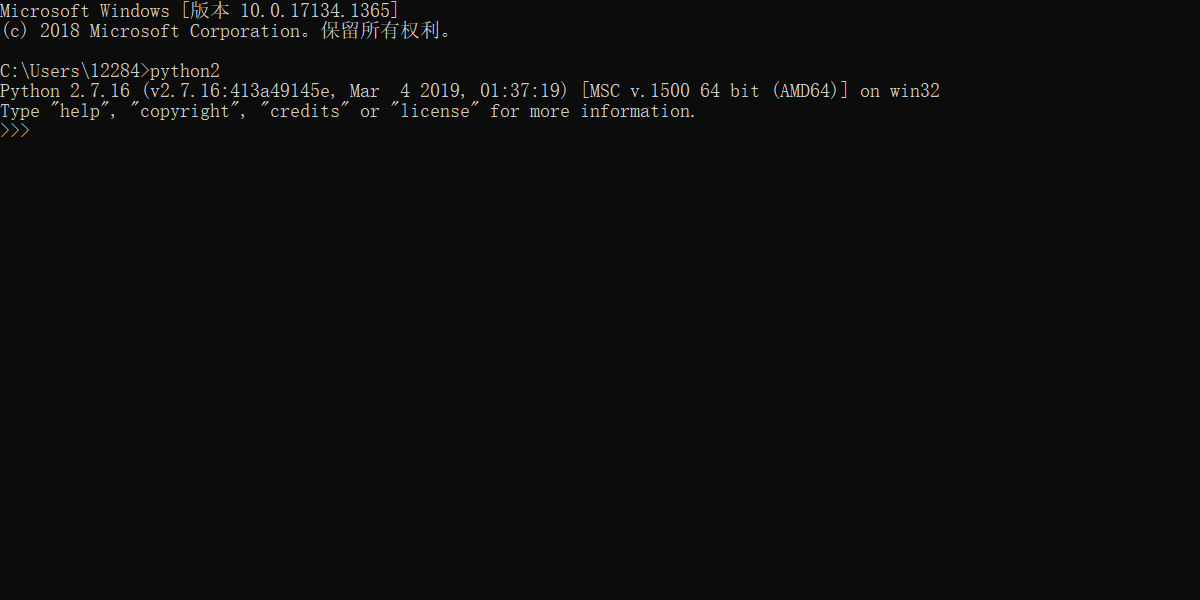 Microsoft Windows [版本 10.0.17134.1365]
(c) 2018 Microsoft Corporation。保留所有权利。
C:\Users\12284>python2
Python 2.7.16 (v2.7.16:413a49145e, Mar  4 2019, 01:37:19) [MSC v.1500 64 bit (AMD64)] on win32
Type "help", "copyright", "credits" or "license" for more information.
>>>